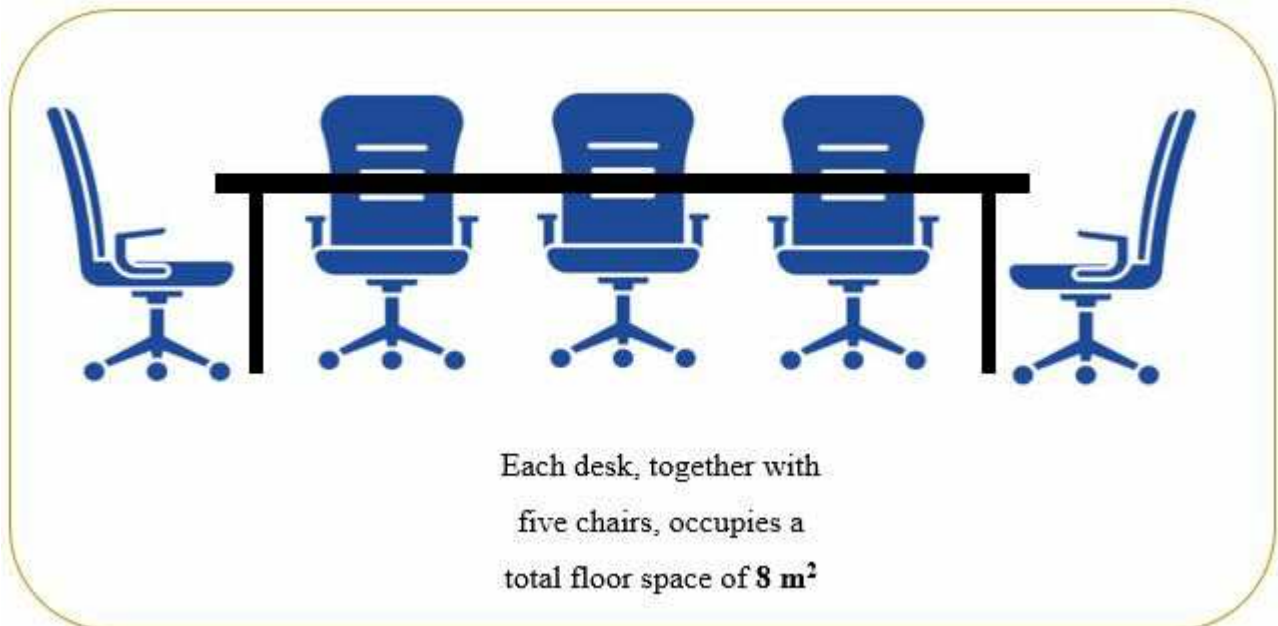 Each desk, together with
five chairs, occupies a
total floor space of 8 m²